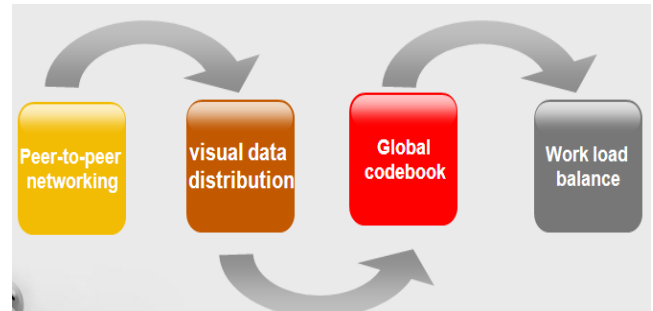 Peer-to-peer
networking
visual data
distribution
Global
codebook
Work load
balance